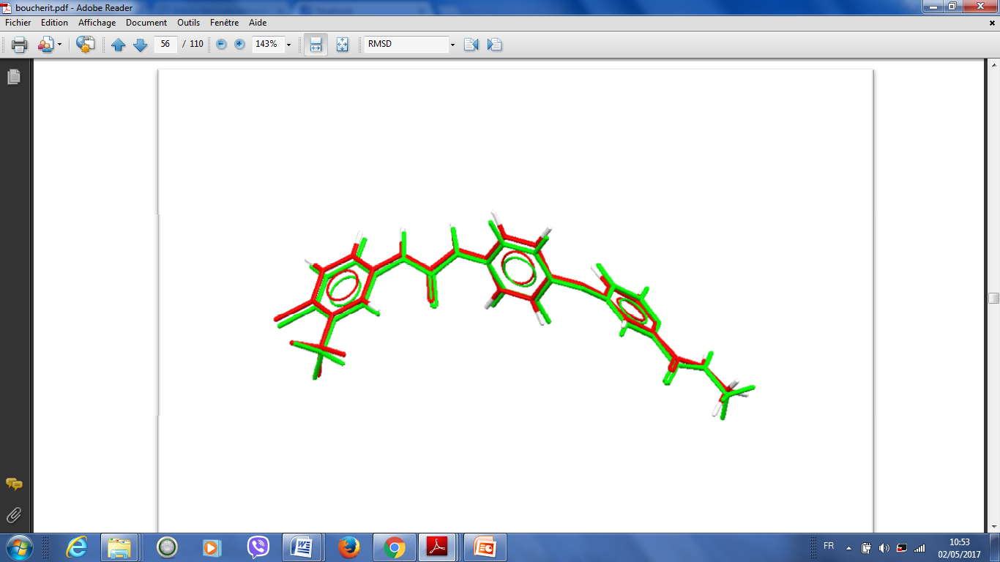 boucherit.pdf - Adobe Reader
Fichier Edition Affichage Document Outils Fenêtre Aide
56 / 110 143% RMSD
FR
10:53
02/05/2017